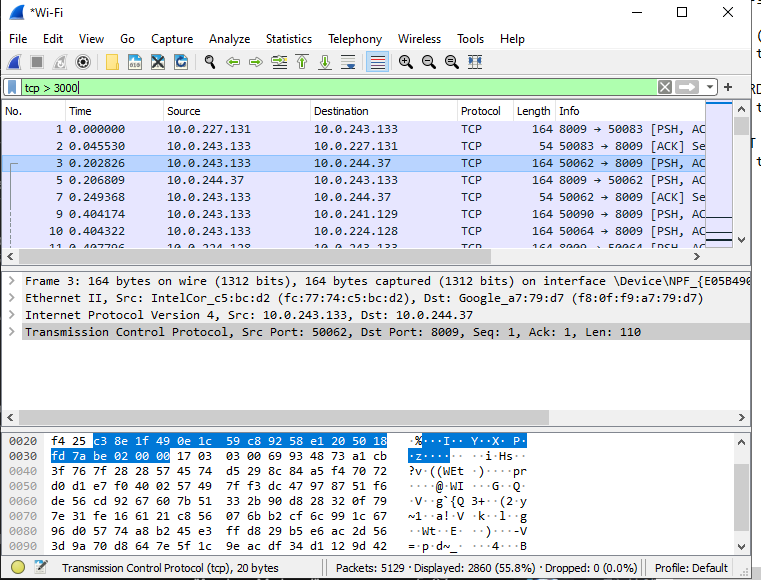 *Wi-Fi
File Edit View Go Capture Analyze Statistics Telephony Wireless Tools Help
tcp > 3000
No. Time Source Destination Protocol Length Info
1 0.000000 10.0.227.131 10.0.243.133 TCP 164 8009 → 50083 [PSH, AC
2 0.045530 10.0.243.133 10.0.227.131 TCP 54 50083 → 8009 [ACK] Se
3 0.202826 10.0.243.133 10.0.244.37 TCP 164 50062 → 8009 [PSH, AC
5 0.206809 10.0.244.37 10.0.243.133 TCP 164 8009 → 50062 [PSH, AC
7 0.249368 10.0.243.133 10.0.244.37 TCP 54 50062 → 8009 [ACK] Se
9 0.404174 10.0.243.133 10.0.241.129 TCP 164 50090 → 8009 [PSH, AC
10 0.404322 10.0.243.133 10.0.224.128 TCP 164 50064 → 8009 [PSH, AC
11 0.407796 10.0.224.128 10.0.243.133 TCP 164 8009 → 50064 [PSH, AC
Frame 3: 164 bytes on wire (1312 bits), 164 bytes captured (1312 bits) on interface \Device\NPF_{E05B490
Ethernet II, Src: IntelCor_c5:bc:d2 (fc:77:74:c5:bc:d2), Dst: Google_a7:79:d7 (f8:0f:f9:a7:79:d7)
Internet Protocol Version 4, Src: 10.0.243.133, Dst: 10.0.244.37
Transmission Control Protocol, Src Port: 50062, Dst Port: 8009, Seq: 1, Ack: 1, Len: 110
0020 f4 25 c3 8e 1f 49 0e 1c 59 c8 92 58 e1 20 50 18 ·%···I·· Y··X· P·
0030 fd 7a be 02 00 00 17 03 03 00 69 93 48 73 a1 cb ·z······ ··i·Hs··
0040 3f 76 7f 28 28 57 45 74 d5 29 8c 84 a5 f4 70 72 ?v·((WEt ·)····pr
0050 d0 d1 e7 f0 40 02 57 49 7f f3 dc 47 97 87 51 f6 ····@·WI ···G··Q·
0060 de 56 cd 92 67 60 7b 51 33 2b 90 d8 28 32 0f 79 ·V··g`{Q 3+··(2·y
0070 7e 31 fe 16 61 21 c8 56 07 6b b2 cf 6c 99 1c 67 ~1··a!·V ·k··l··g
0080 96 d0 57 74 a8 b2 45 e3 ff d8 29 b5 e6 ac 2d 56 ··Wt··E· ··)···-V
0090 3d 9a 70 d8 64 7e 5f 1c 9e ac df 34 d1 12 9d 42 =·p·d~_· ···4···B
Transmission Control Protocol (tcp), 20 bytes Packets: 5129 · Displayed: 2860 (55.8%) · Dropped: 0 (0.0%) Profile: Default